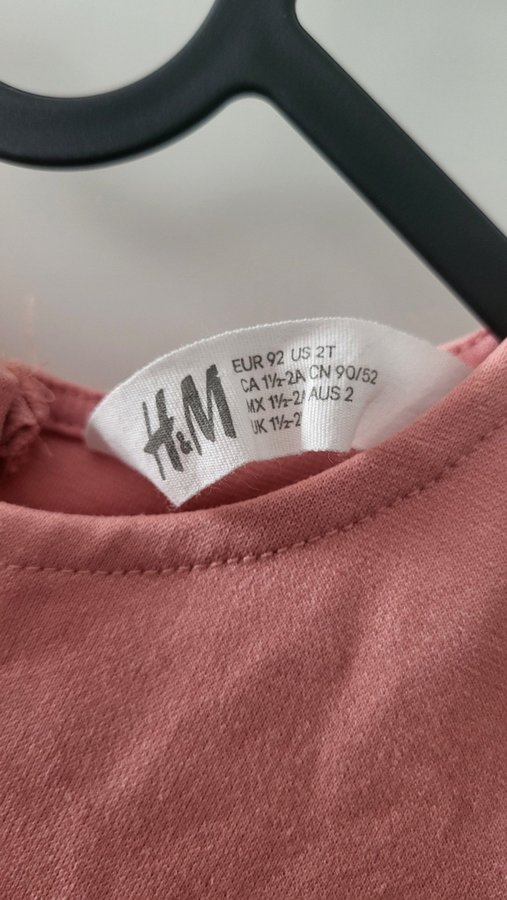 H&M
EUR 92 US 2T
CA 1½-2A CN 90/52
MX 1½-2A AUS 2
UK 1½-2